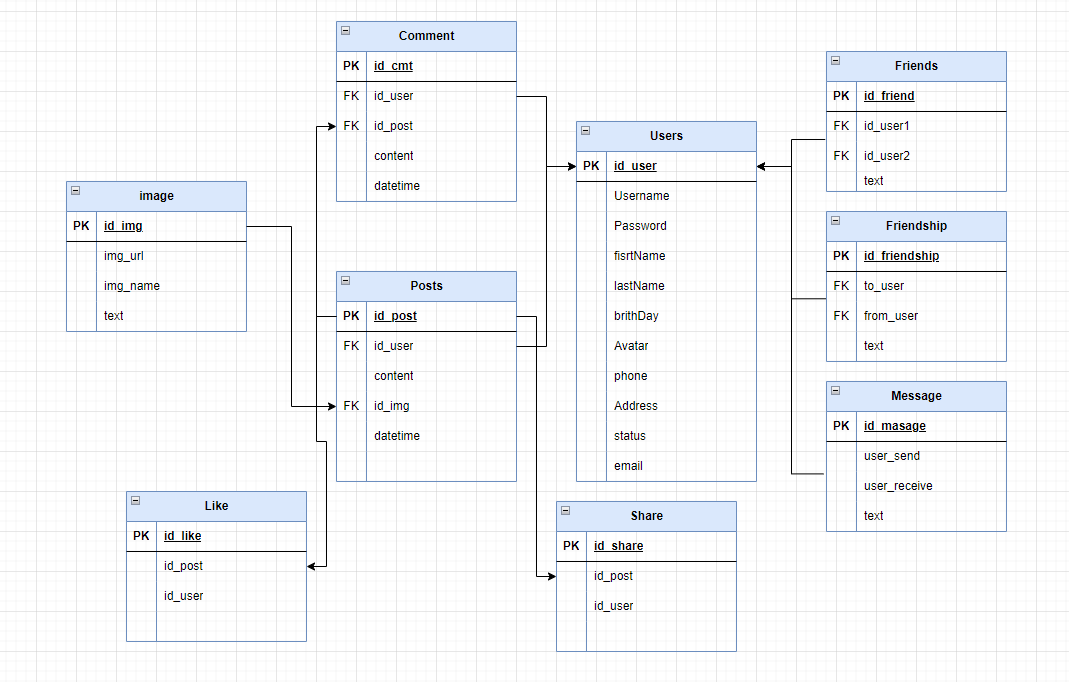 Comment
PK id_cmt
FK id_user
FK id_post
content
datetime
image
PK id_img
img_url
img_name
text
Posts
PK id_post
FK id_user
content
FK id_img
datetime
Like
PK id_like
id_post
id_user
Users
PK id_user
Username
Password
fisrtName
lastName
brithDay
Avatar
phone
Address
status
email
Share
PK id_share
id_post
id_user
Friends
PK id_friend
FK id_user1
FK id_user2
text
Friendship
PK id_friendship
FK to_user
FK from_user
text
Message
PK id_masage
user_send
user_receive
text